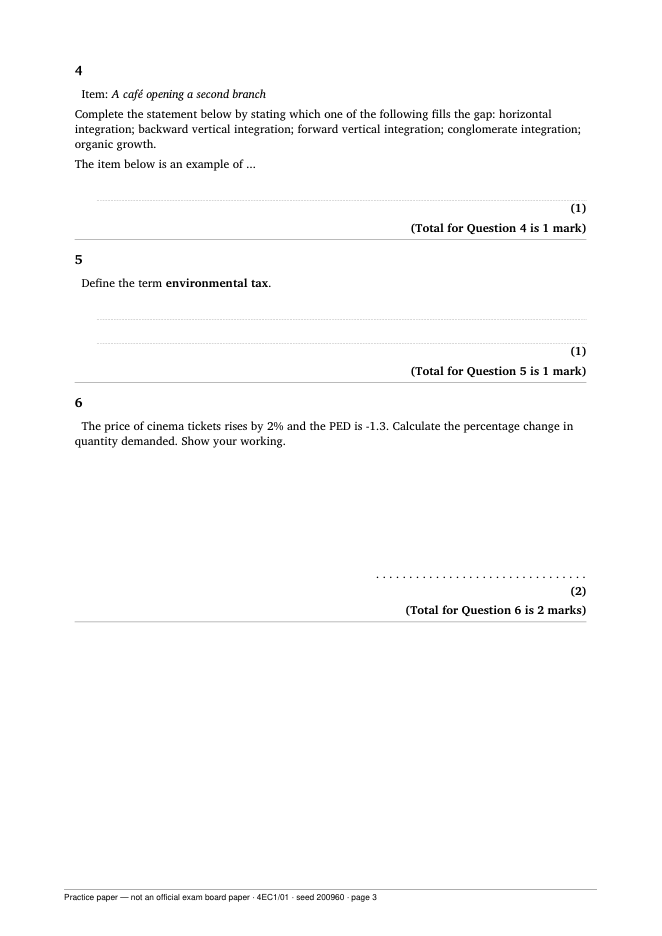 4
Item: A café opening a second branch
Complete the statement below by stating which one of the following fills the gap: horizontal
integration; backward vertical integration; forward vertical integration; conglomerate integration;
organic growth.
The item below is an example of ...
(1)
(Total for Question 4 is 1 mark)
5
Define the term environmental tax.
(1)
(Total for Question 5 is 1 mark)
6
The price of cinema tickets rises by 2% and the PED is -1.3. Calculate the percentage change in
quantity demanded. Show your working.
(2)
(Total for Question 6 is 2 marks)
Practice paper — not an official exam board paper · 4EC1/01 · seed 200960 · page 3